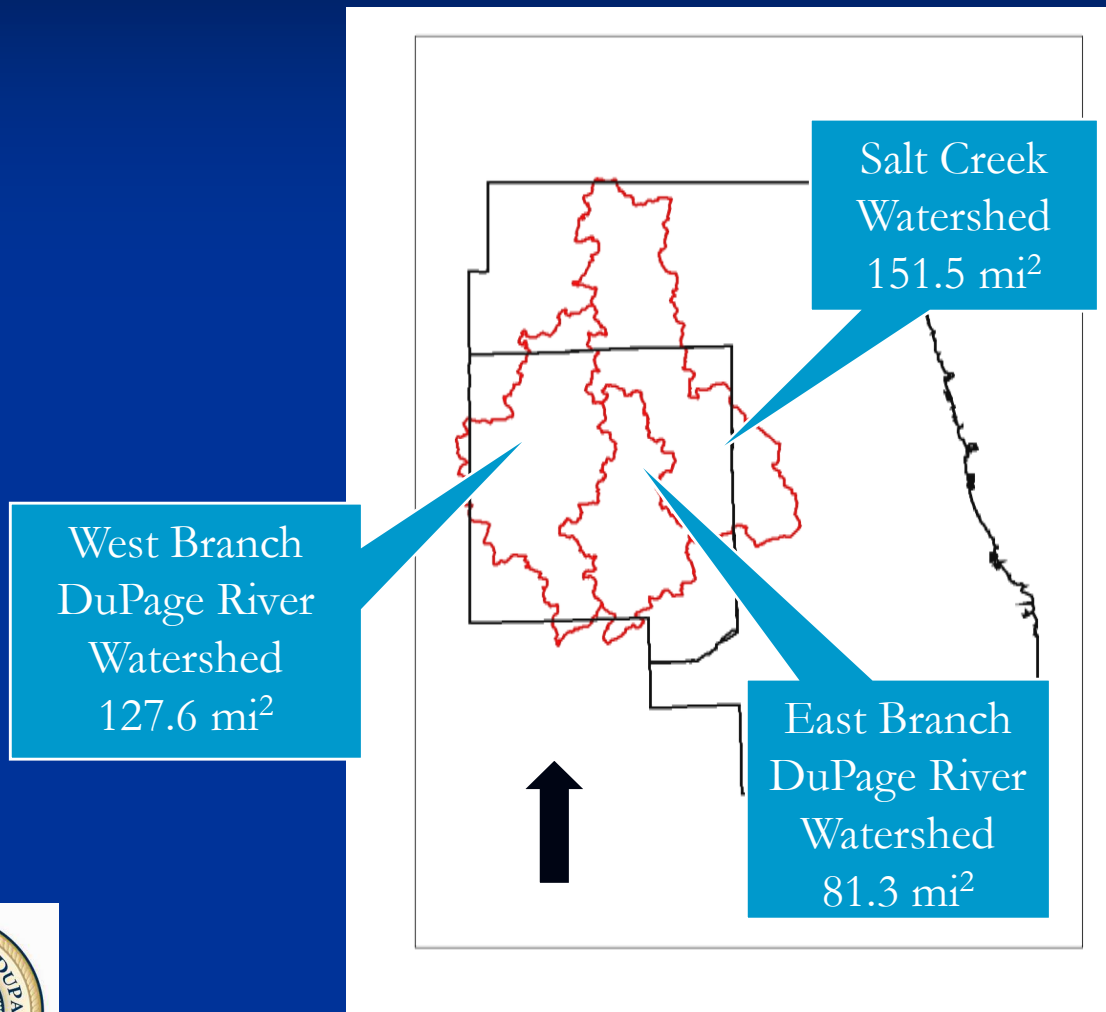 Salt Creek
Watershed
151.5 mi²
West Branch
DuPage River
Watershed
127.6 mi²
East Branch
DuPage River
Watershed
81.3 mi²